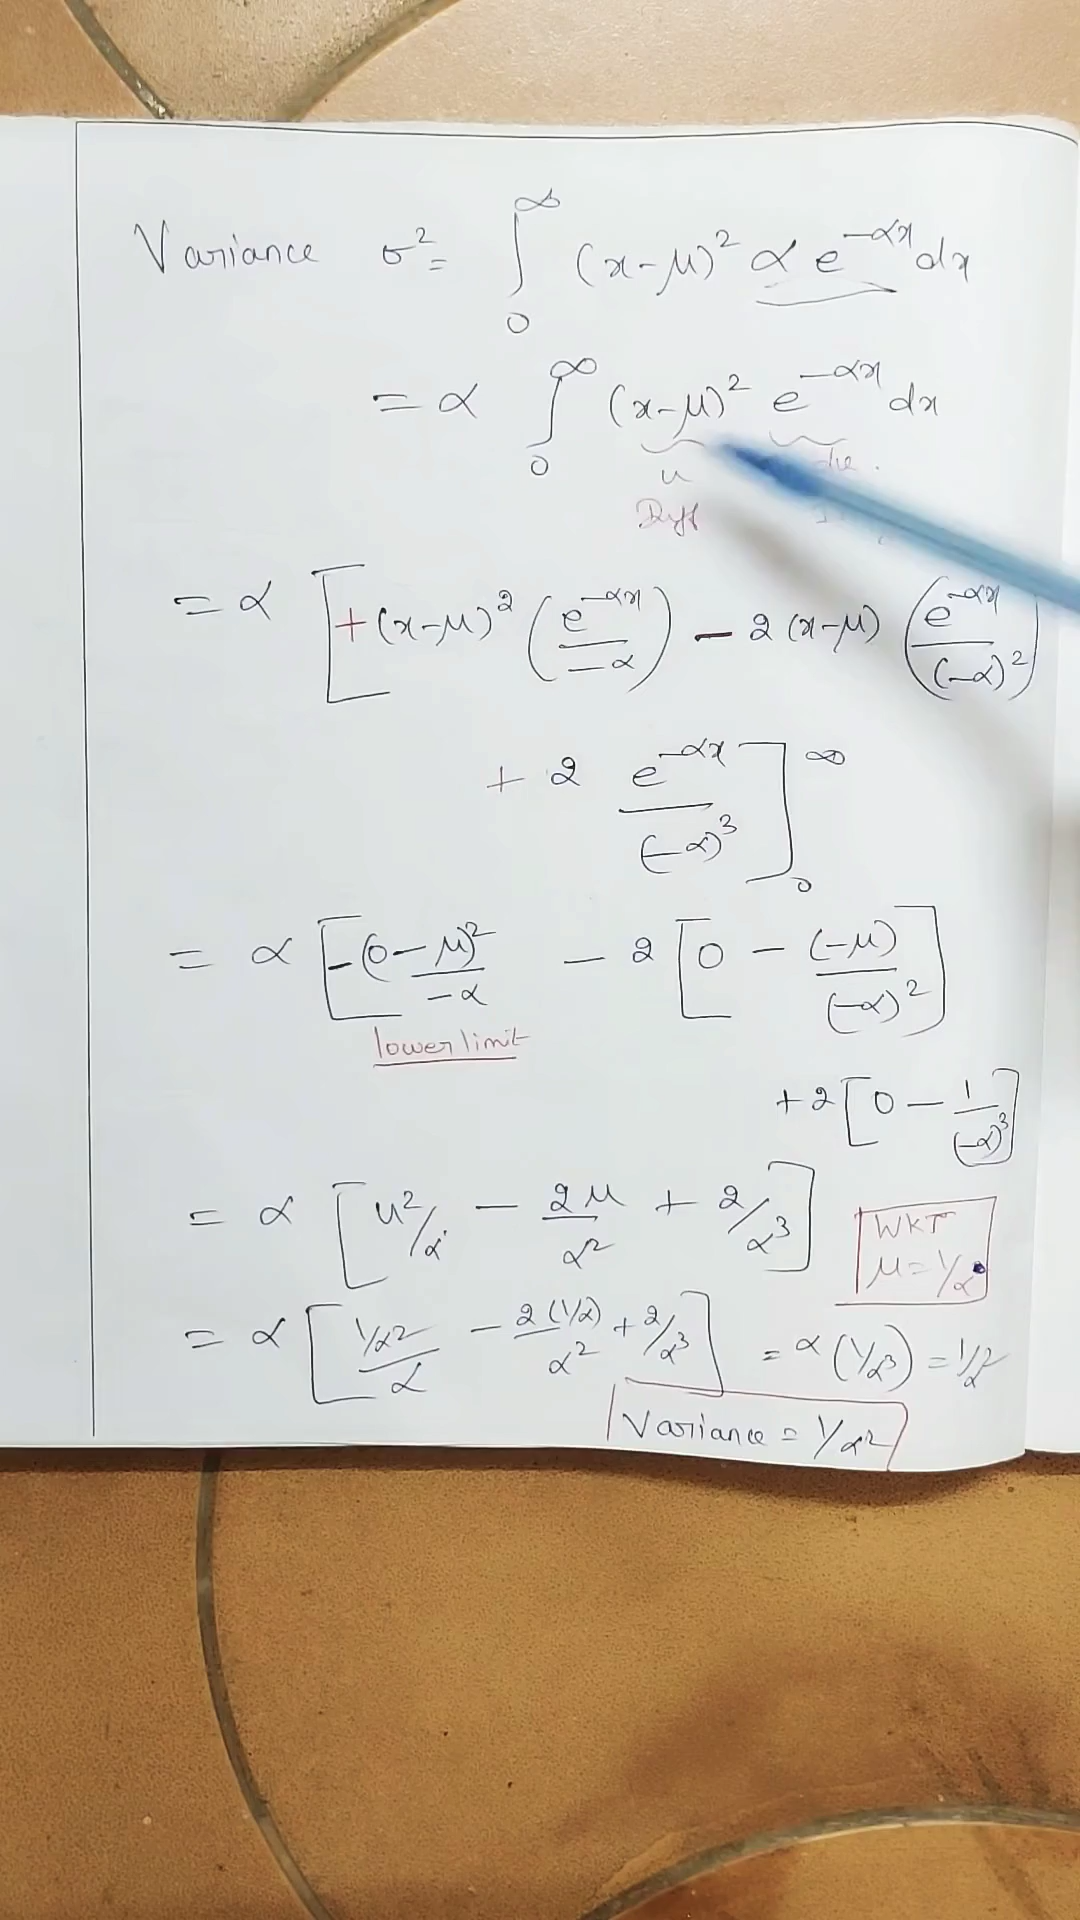 Variance σ² = ∫₀^∞ (x-μ)² α e^{-αx} dx
= α ∫₀^∞ (x-μ)² e^{-αx} dx
u
Diff
= α [ +(x-μ)² (e^{-αx}/-α) - 2(x-μ) (e^{-αx}/(-α)²)
+ 2 e^{-αx}/(-α)³ ]₀^∞
= α [ -(0-μ)²/-α - 2 [ 0 - (-μ)/(-α)² ]
lower limit
+2 [ 0 - 1/(-α)³ ]
= α [ μ²/α - 2μ/α² + 2/α³ ]
WKT
μ = 1/α
= α [ 1/α²/α - 2(1/α)/α² + 2/α³ ] = α (1/α³) = 1/α²
Variance = 1/α²